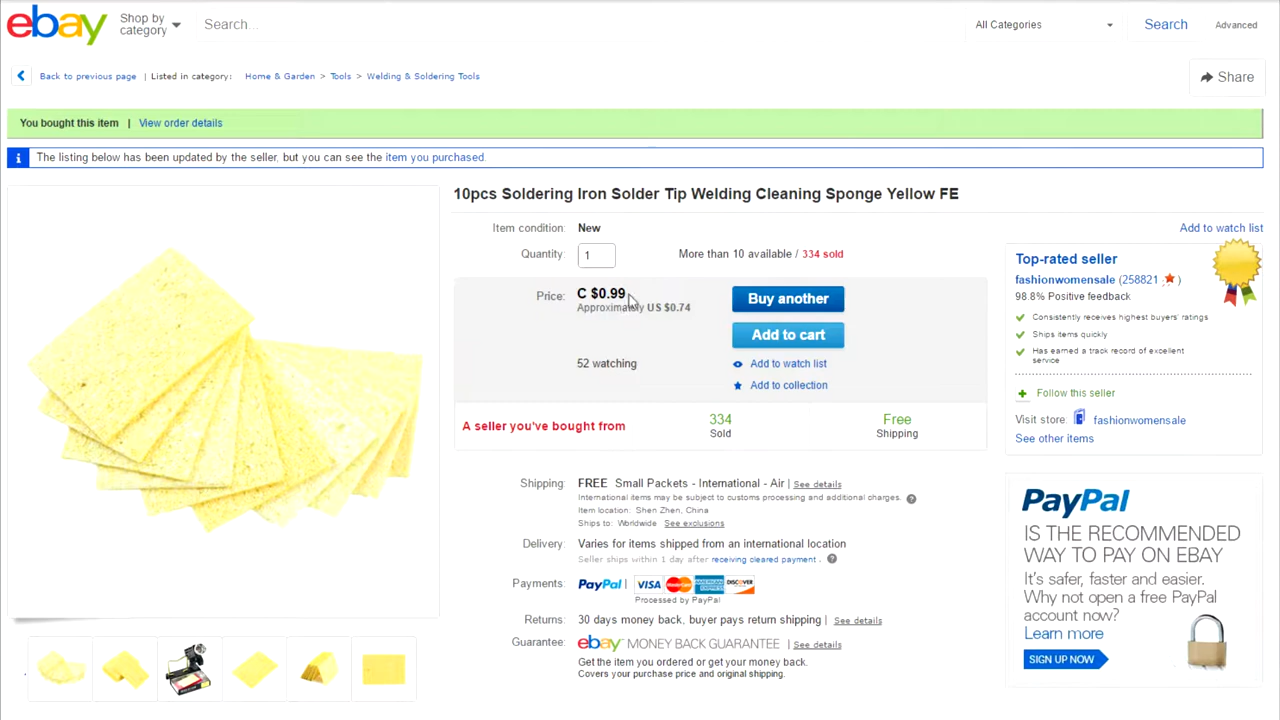 ebay
Shop by category
Search...
All Categories
Search
Advanced
Back to previous page | Listed in category: Home & Garden > Tools > Welding & Soldering Tools
Share
You bought this item | View order details
i The listing below has been updated by the seller, but you can see the item you purchased.
10pcs Soldering Iron Solder Tip Welding Cleaning Sponge Yellow FE
Item condition: New
Quantity: 1 More than 10 available / 334 sold
Price: C $0.99
Approximately US $0.74
Buy another
Add to cart
52 watching
Add to watch list
Add to collection
A seller you've bought from
334
Sold
Free
Shipping
Shipping: FREE Small Packets - International - Air | See details
International items may be subject to customs processing and additional charges. ?
Item location: Shen Zhen, China
Ships to: Worldwide See exclusions
Delivery: Varies for items shipped from an international location
Seller ships within 1 day after receiving cleared payment. ?
Payments: PayPal | VISA MasterCard AMERICAN EXPRESS DISCOVER
Processed by PayPal
Returns: 30 days money back, buyer pays return shipping | See details
Guarantee: ebay MONEY BACK GUARANTEE | See details
Get the item you ordered or get your money back.
Covers your purchase price and original shipping.
Add to watch list
Top-rated seller
fashionwomensale (258821 )
98.8% Positive feedback
Consistently receives highest buyers' ratings
Ships items quickly
Has earned a track record of excellent
service
Follow this seller
Visit store: fashionwomensale
See other items
PayPal
IS THE RECOMMENDED
WAY TO PAY ON EBAY
It's safer, faster and easier.
Why not open a free PayPal
account now?
Learn more
SIGN UP NOW